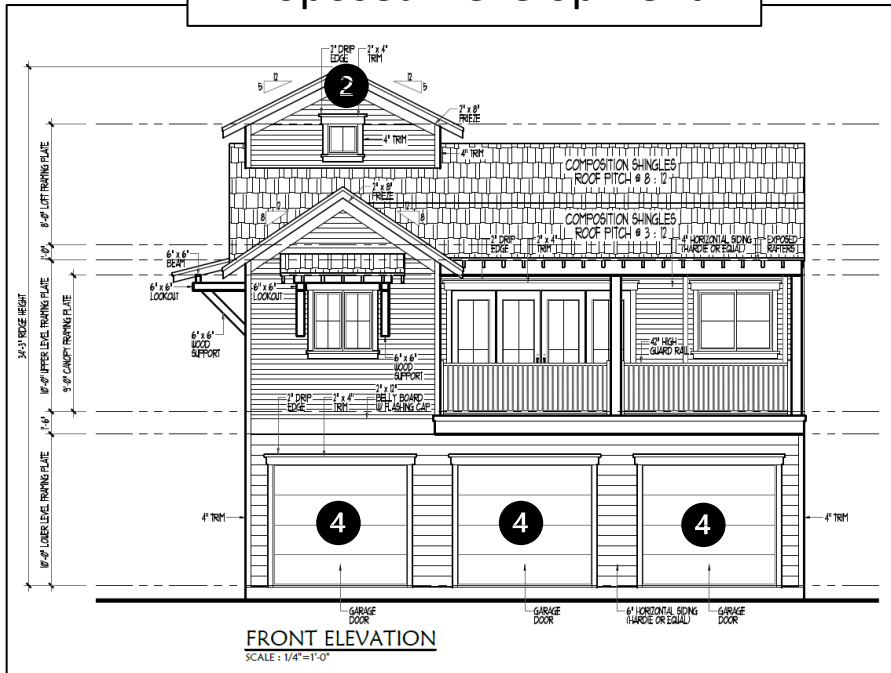 2" DRIP
EDGE
2" x 4"
TRIM
12
5
2
12
5
2" x 8"
FRIEZE
4" TRIM
4" TRIM
COMPOSITION SHINGLES
ROOF PITCH @ 8 : 12
2" x 8"
FRIEZE
12
8
12
8
COMPOSITION SHINGLES
ROOF PITCH @ 3 : 12
2" DRIP
EDGE
2" x 4"
TRIM
4" HORIZONTAL SIDING
(HARDIE OR EQUAL)
EXPOSED
RAFTERS
6" x 6"
BEAM
6" x 6"
LOOKOUT
6" x 6"
LOOKOUT
6" x 6"
WOOD
SUPPORT
6" x 6"
WOOD
SUPPORT
42" HIGH
GUARD RAIL
34'-3" RIDGE HEIGHT
8'-0" LOFT FRAMING PLATE
1'-0"
10'-0" UPPER LEVEL FRAMING PLATE
9'-0" CANOPY FRAMING PLATE
1'-6"
10'-0" LOWER LEVEL FRAMING PLATE
2" DRIP
EDGE
2" x 4"
TRIM
2" x 12"
BELLY BOARD
W/ FLASHING CAP
4" TRIM
4
4
4
4" TRIM
GARAGE
DOOR
GARAGE
DOOR
6" HORIZONTAL SIDING
(HARDIE OR EQUAL)
GARAGE
DOOR
FRONT ELEVATION
SCALE : 1/4"=1'-0"